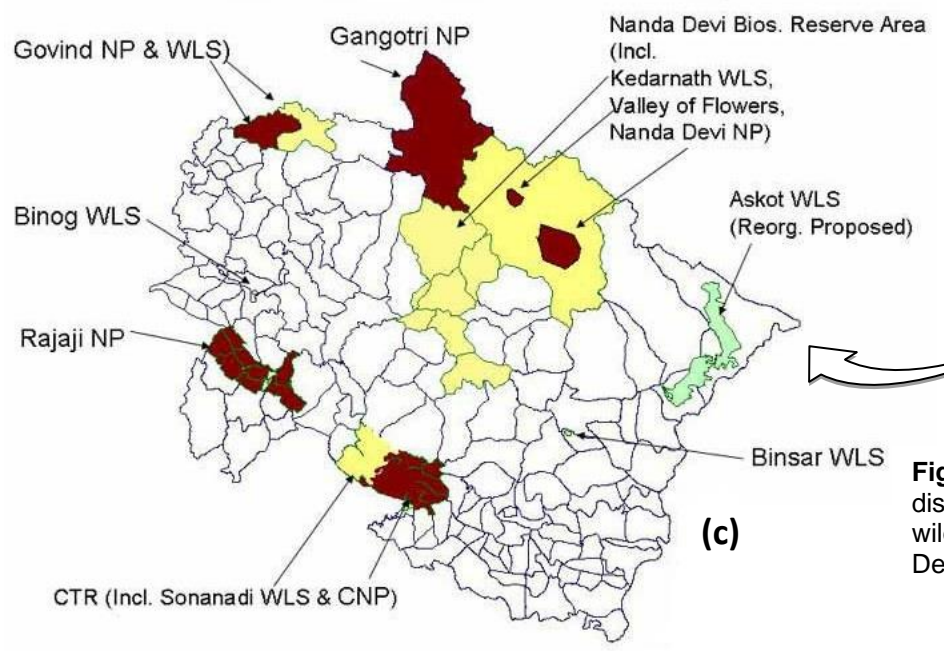 Govind NP & WLS)
Gangotri NP
Nanda Devi Bios. Reserve Area
(Incl.
Kedarnath WLS,
Valley of Flowers,
Nanda Devi NP)
Binog WLS
Askot WLS
(Reorg. Proposed)
Rajaji NP
Binsar WLS
CTR (Incl. Sonanadi WLS & CNP)
(c)
Fig
dis
wil
De